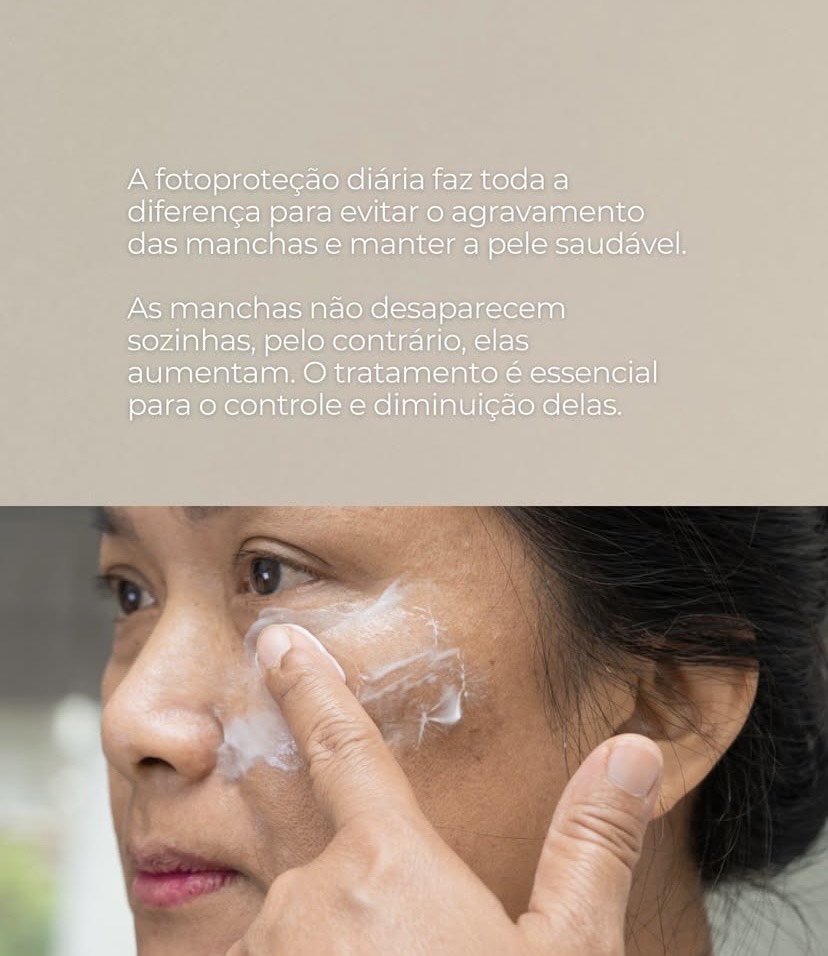 A fotoproteção diária faz toda a
diferença para evitar o agravamento
das manchas e manter a pele saudável.
As manchas não desaparecem
sozinhas, pelo contrário, elas
aumentam. O tratamento é essencial
para o controle e diminuição delas.